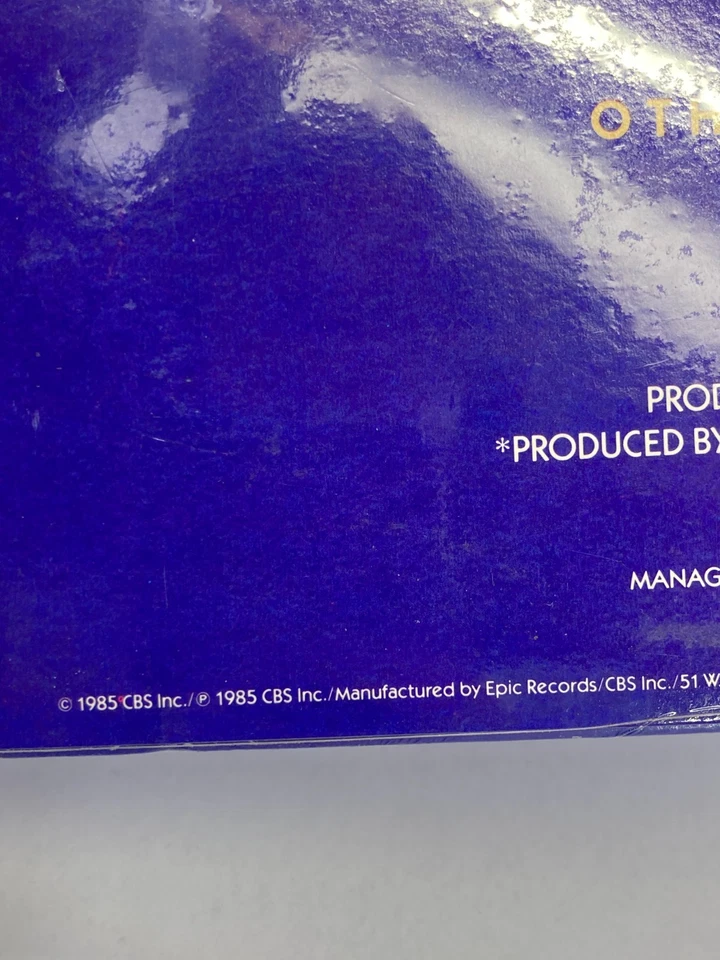 OTH
PROD
*PRODUCED BY
MANAG
© 1985 CBS Inc./℗ 1985 CBS Inc./Manufactured by Epic Records/CBS Inc./51 W